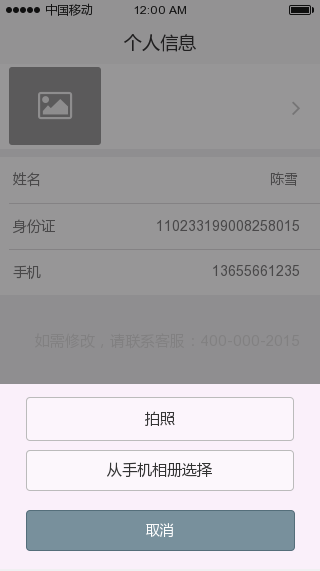 中国移动 12:00 AM
个人信息
姓名 陈雪
身份证 110233199008258015
手机 13655661235
如需修改，请联系客服：400-000-2015
拍照
从手机相册选择
取消